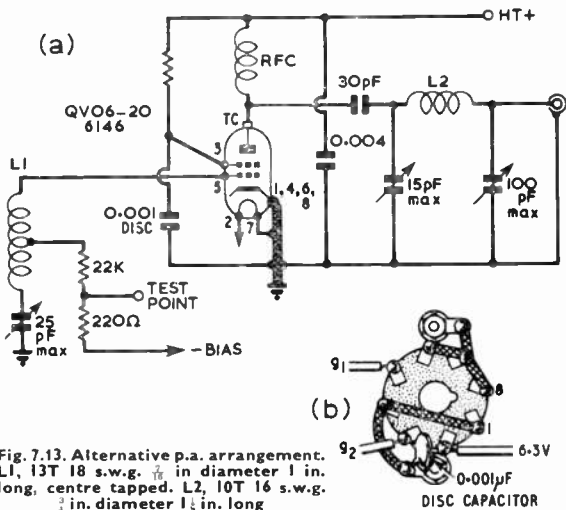 (a)
HT+
RFC
30pF
L2
QV06-20
6146
TC
3
5
1,4,6,
8
2
7
0·004
15pF
max
100
pF
max
L1
0·001
DISC
22K
TEST
POINT
220Ω
25
pF
max
-BIAS
(b)
g1
8
1
g2
6·3V
0·001µF
DISC CAPACITOR
Fig. 7.13. Alternative p.a. arrangement.
L1, 13T 18 s.w.g. in diameter 1 in.
long, centre tapped. L2, 10T 16 s.w.g.
in. diameter in. long